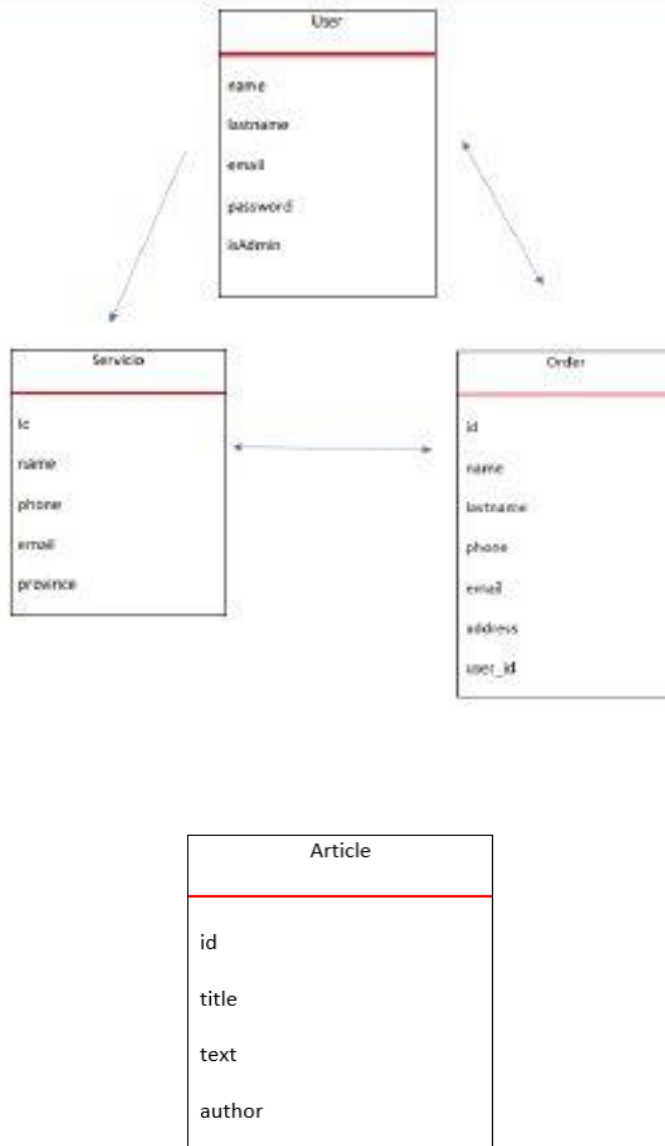 User
name
lastname
email
password
isAdmin
Servicio
name
phone
email
province
Order
id
name
lastname
phone
email
address
user_id
Article
id
title
text
author